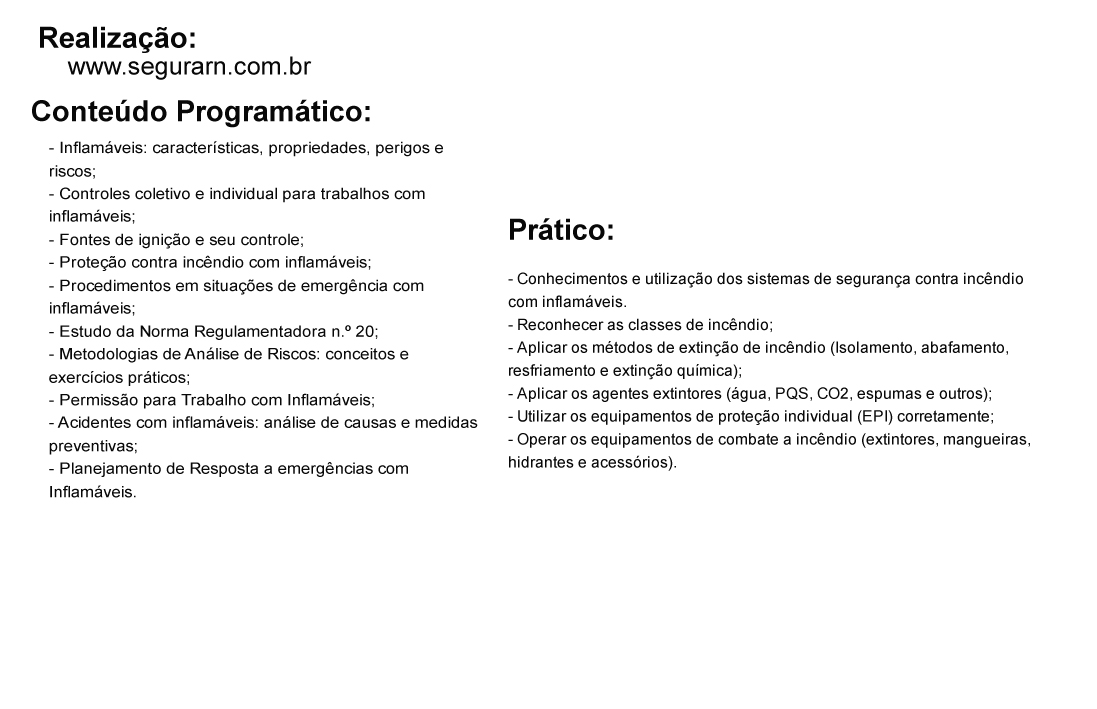 Realização:
www.segurarn.com.br
Conteúdo Programático:
- Inflamáveis: características, propriedades, perigos e
riscos;
- Controles coletivo e individual para trabalhos com
inflamáveis;
- Fontes de ignição e seu controle;
- Proteção contra incêndio com inflamáveis;
- Procedimentos em situações de emergência com
inflamáveis;
- Estudo da Norma Regulamentadora n.º 20;
- Metodologias de Análise de Riscos: conceitos e
exercícios práticos;
- Permissão para Trabalho com Inflamáveis;
- Acidentes com inflamáveis: análise de causas e medidas
preventivas;
- Planejamento de Resposta a emergências com
Inflamáveis.
Prático:
- Conhecimentos e utilização dos sistemas de segurança contra incêndio
com inflamáveis.
- Reconhecer as classes de incêndio;
- Aplicar os métodos de extinção de incêndio (Isolamento, abafamento,
resfriamento e extinção química);
- Aplicar os agentes extintores (água, PQS, CO2, espumas e outros);
- Utilizar os equipamentos de proteção individual (EPI) corretamente;
- Operar os equipamentos de combate a incêndio (extintores, mangueiras,
hidrantes e acessórios).